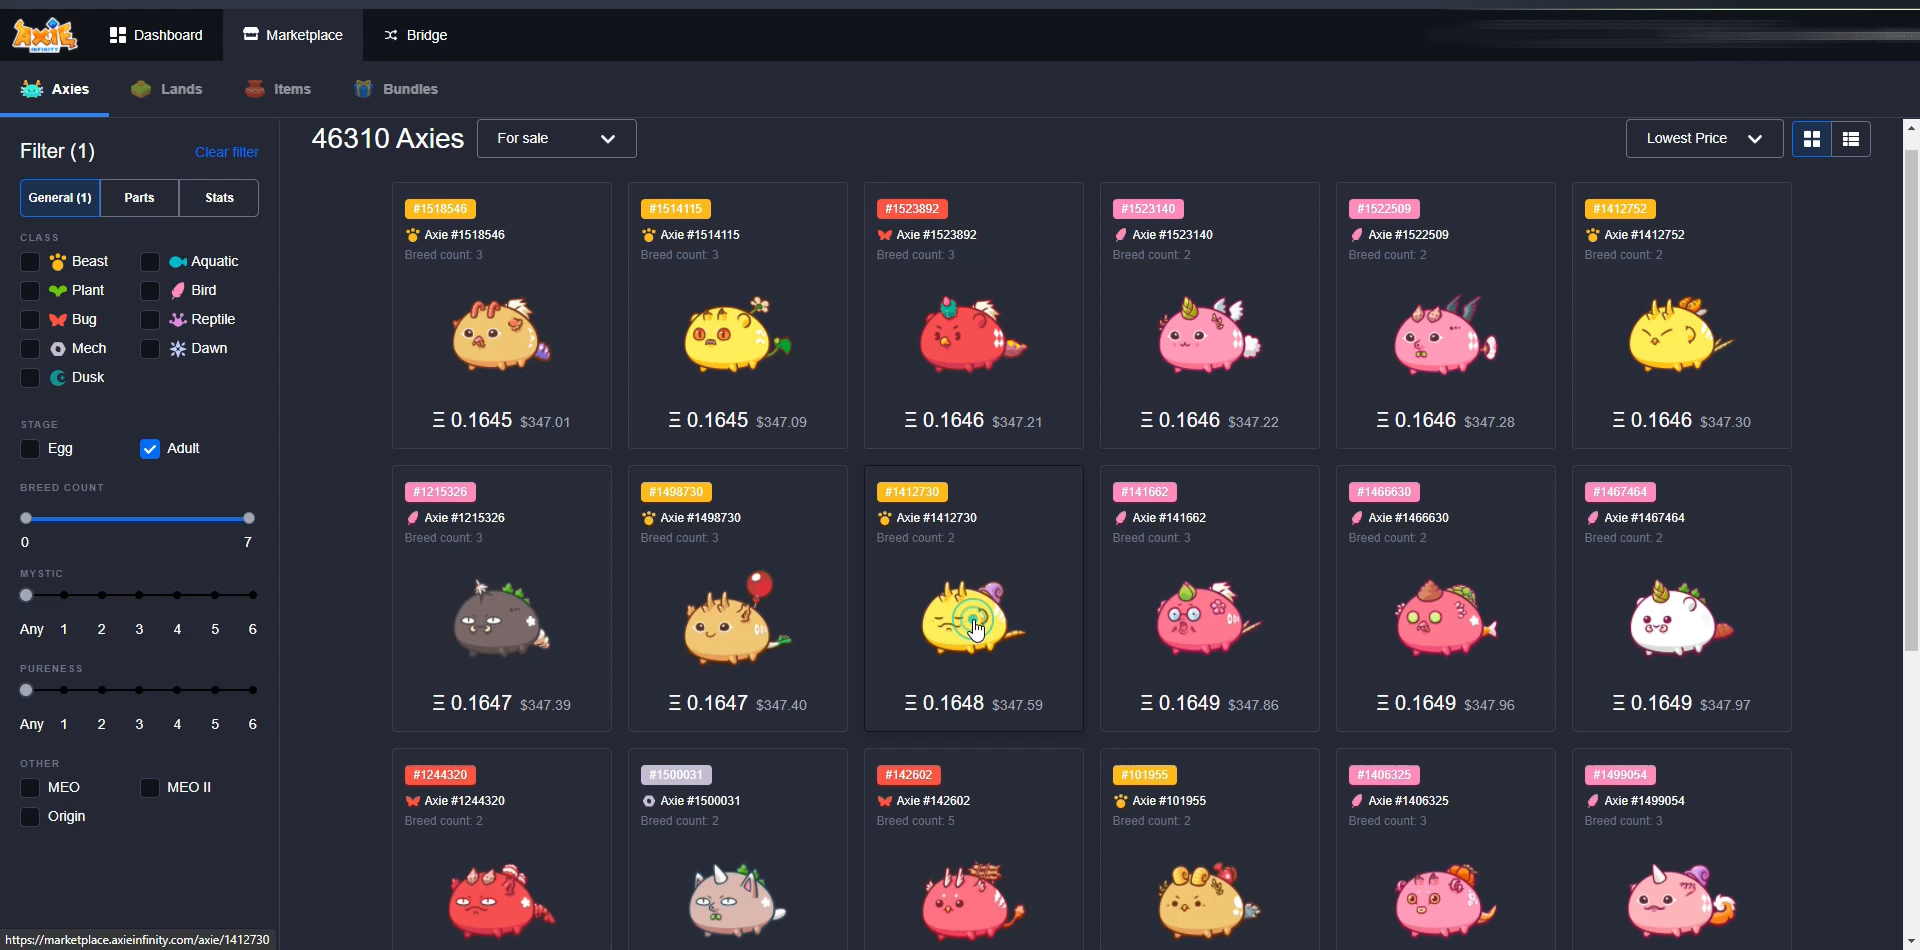 AXIE
INFINITY
Dashboard
Marketplace
Bridge
Axies
Lands
Items
Bundles
Filter (1)
Clear filter
General (1)
Parts
Stats
CLASS
Beast
Aquatic
Plant
Bird
Bug
Reptile
Mech
Dawn
Dusk
STAGE
Egg
Adult
BREED COUNT
0
7
MYSTIC
Any 1 2 3 4 5 6
PURENESS
Any 1 2 3 4 5 6
OTHER
MEO
MEO II
Origin
46310 Axies
For sale
Lowest Price
#1518546
Axie #1518546
Breed count: 3
Ξ 0.1645 $347.01
#1514115
Axie #1514115
Breed count: 3
Ξ 0.1645 $347.09
#1523892
Axie #1523892
Breed count: 3
Ξ 0.1646 $347.21
#1523140
Axie #1523140
Breed count: 2
Ξ 0.1646 $347.22
#1522509
Axie #1522509
Breed count: 2
Ξ 0.1646 $347.28
#1412752
Axie #1412752
Breed count: 2
Ξ 0.1646 $347.30
#1215326
Axie #1215326
Breed count: 3
Ξ 0.1647 $347.39
#1498730
Axie #1498730
Breed count: 3
Ξ 0.1647 $347.40
#1412730
Axie #1412730
Breed count: 2
Ξ 0.1648 $347.59
#141662
Axie #141662
Breed count: 3
Ξ 0.1649 $347.86
#1466630
Axie #1466630
Breed count: 2
Ξ 0.1649 $347.96
#1467464
Axie #1467464
Breed count: 2
Ξ 0.1649 $347.97
#1244320
Axie #1244320
Breed count: 2
#1500031
Axie #1500031
Breed count: 2
#142602
Axie #142602
Breed count: 5
#101955
Axie #101955
Breed count: 2
#1406325
Axie #1406325
Breed count: 3
#1499054
Axie #1499054
Breed count: 3
https://marketplace.axieinfinity.com/axie/1412730